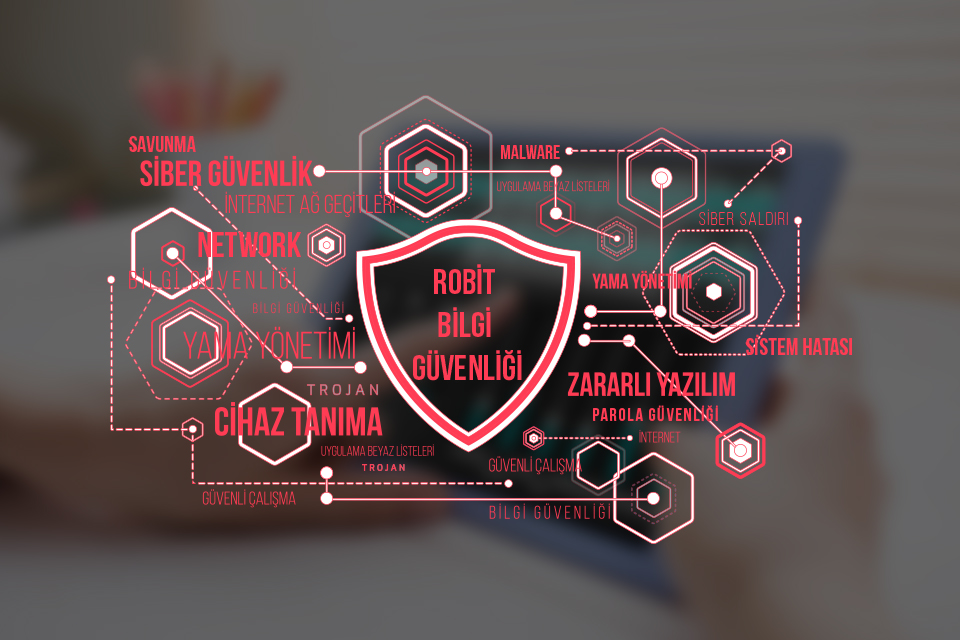 SAVUNMA
SİBER GÜVENLİK
İNTERNET AĞ GEÇİTLERİ
NETWORK
BİLGİ GÜVENLİĞİ
BİLGİ GÜVENLİĞİ
YAMA YÖNETİMİ
TROJAN
CİHAZ TANIMA
UYGULAMA BEYAZ LİSTELERİ
TROJAN
GÜVENLİ ÇALIŞMA
ROBİT
BİLGİ
GÜVENLİĞİ
MALWARE
UYGULAMA BEYAZ LİSTELERİ
SİBER SALDIRI
YAMA YÖNETİMİ
SİSTEM HATASI
ZARARLI YAZILIM
PAROLA GÜVENLİĞİ
İNTERNET
GÜVENLİ ÇALIŞMA
BİLGİ GÜVENLİĞİ